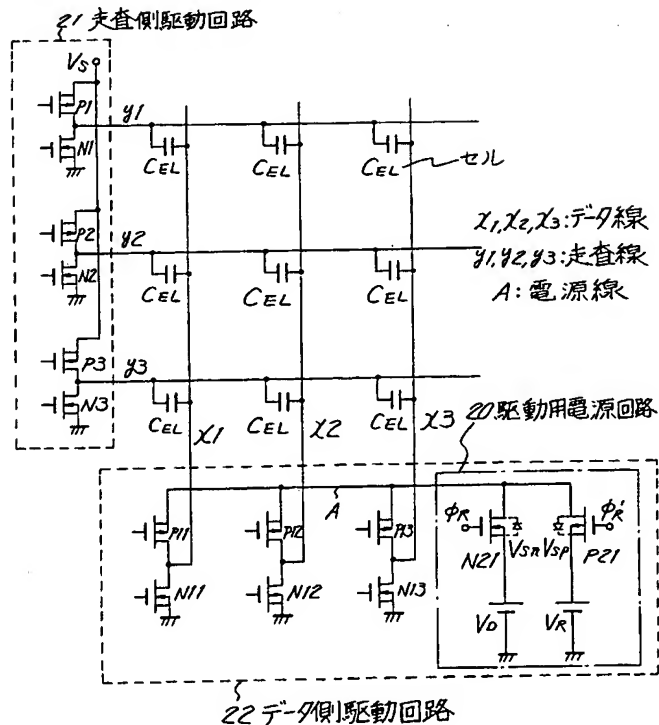 21 走査側駆動回路
VS
P1
y1
N1
CEL CEL CEL セル
P2
y2
N2
CEL CEL CEL
x1,x2,x3:データ線
y1,y2,y3:走査線
A:電源線
P3
y3
N3
CEL CEL CEL
x1 x2 x3
20 駆動用電源回路
A
P11 P12 P13
φR VSn VSp φR'
N21 P21
N11 N12 N13
VD VR
22 データ側駆動回路